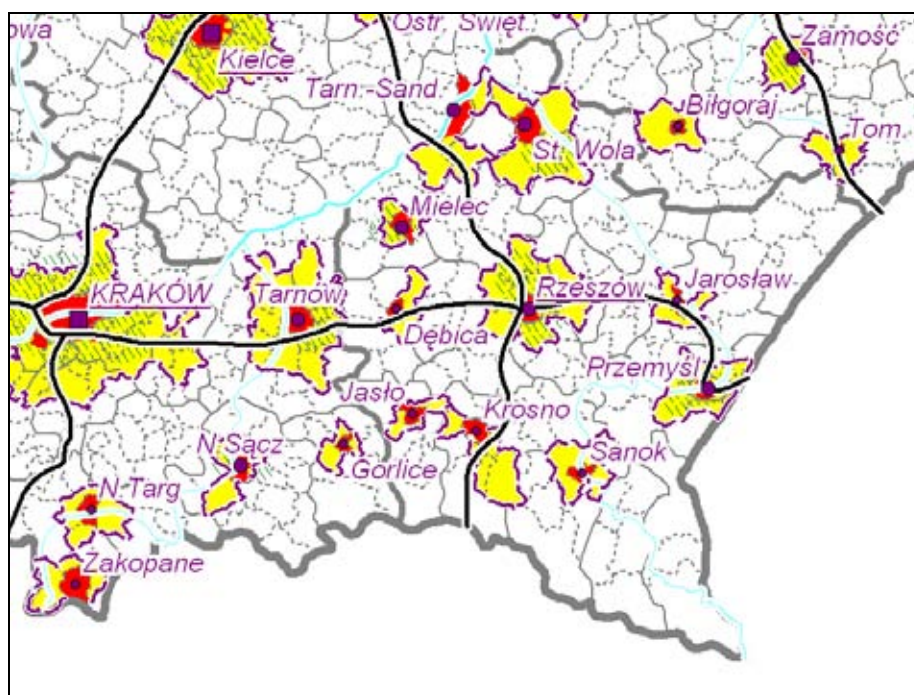 owa
Ostr. Święt.
Kielce
Zamość
Tarn.-Sand.
Biłgoraj
St. Wola
Tom.
Mielec
KRAKÓW
Tarnów
Rzeszów
Jarosław
Dębica
Przemyśl
Jasło
Krosno
N.Sącz
Gorlice
Sanok
N.Targ
Zakopane